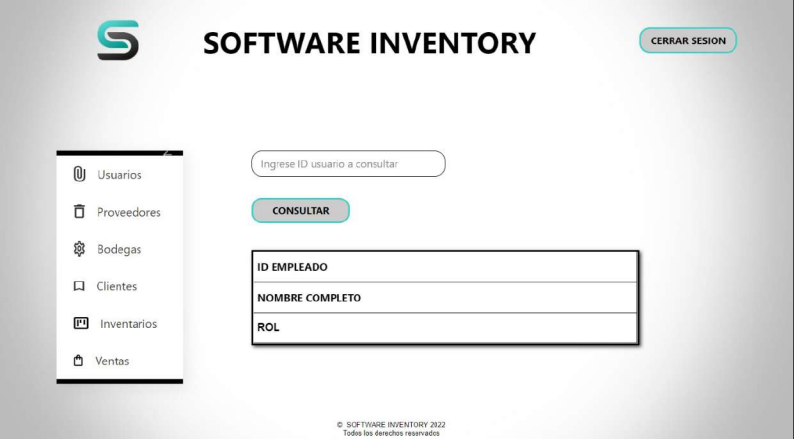 SOFTWARE INVENTORY
CERRAR SESION
Usuarios
Proveedores
Bodegas
Clientes
Inventarios
Ventas
Ingrese ID usuario a consultar
CONSULTAR
ID EMPLEADO
NOMBRE COMPLETO
ROL
© SOFTWARE INVENTORY 2022
Todos los derechos reservados